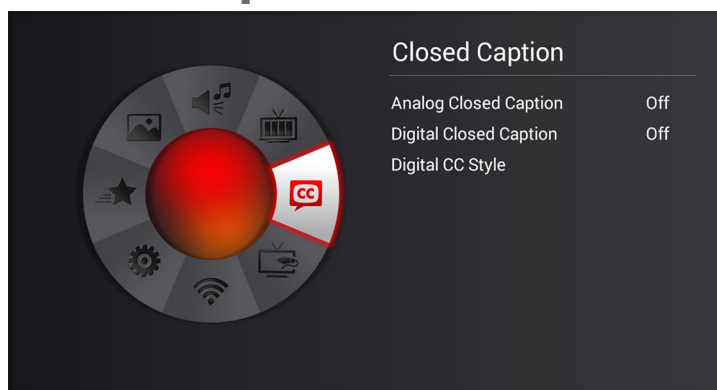 Closed Caption
Analog Closed Caption Off
Digital Closed Caption Off
Digital CC Style
CC